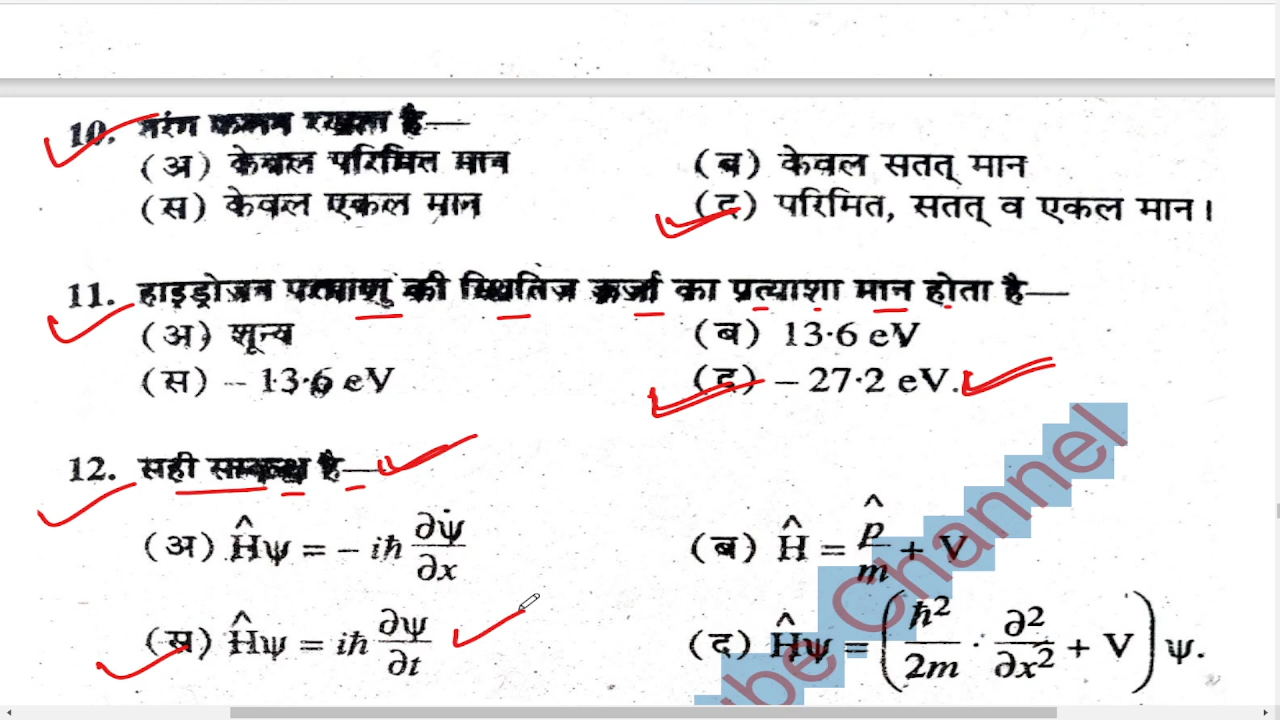 10. तरंग फलन रखता है—
(अ) केवल परिमित मान (ब) केवल सतत् मान
(स) केवल एकल मान (द) परिमित, सतत् व एकल मान।
11. हाइड्रोजन परमाणु की स्थितिज ऊर्जा का प्रत्याशा मान होता है—
(अ) शून्य (ब) 13·6 eV
(स) – 13·6 eV (द) – 27·2 eV.
12. सही सम्बन्ध है—
(अ) Ĥψ = – iħ ∂ψ/∂x (ब) Ĥ = p̂/m + V
(स) Ĥψ = iħ ∂ψ/∂t (द) Ĥψ = (ħ²/2m · ∂²/∂x² + V) ψ.
ube Channel